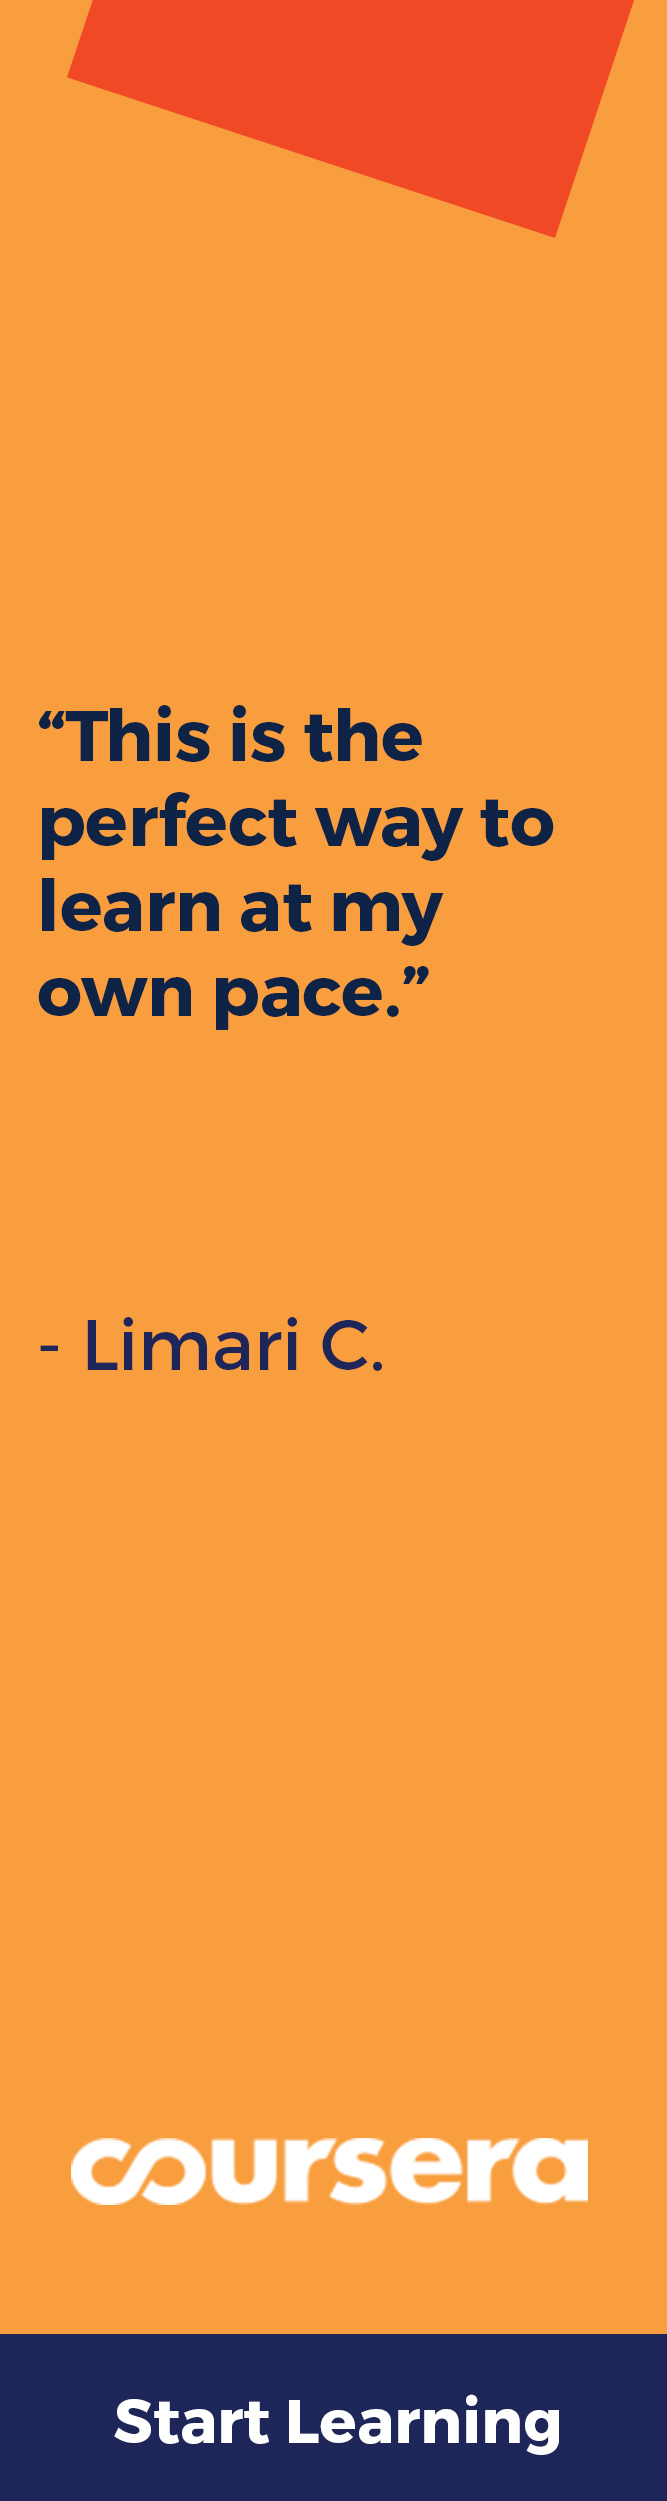 “This is the
perfect way to
learn at my
own pace.”
- Limari C.
coursera
Start Learning